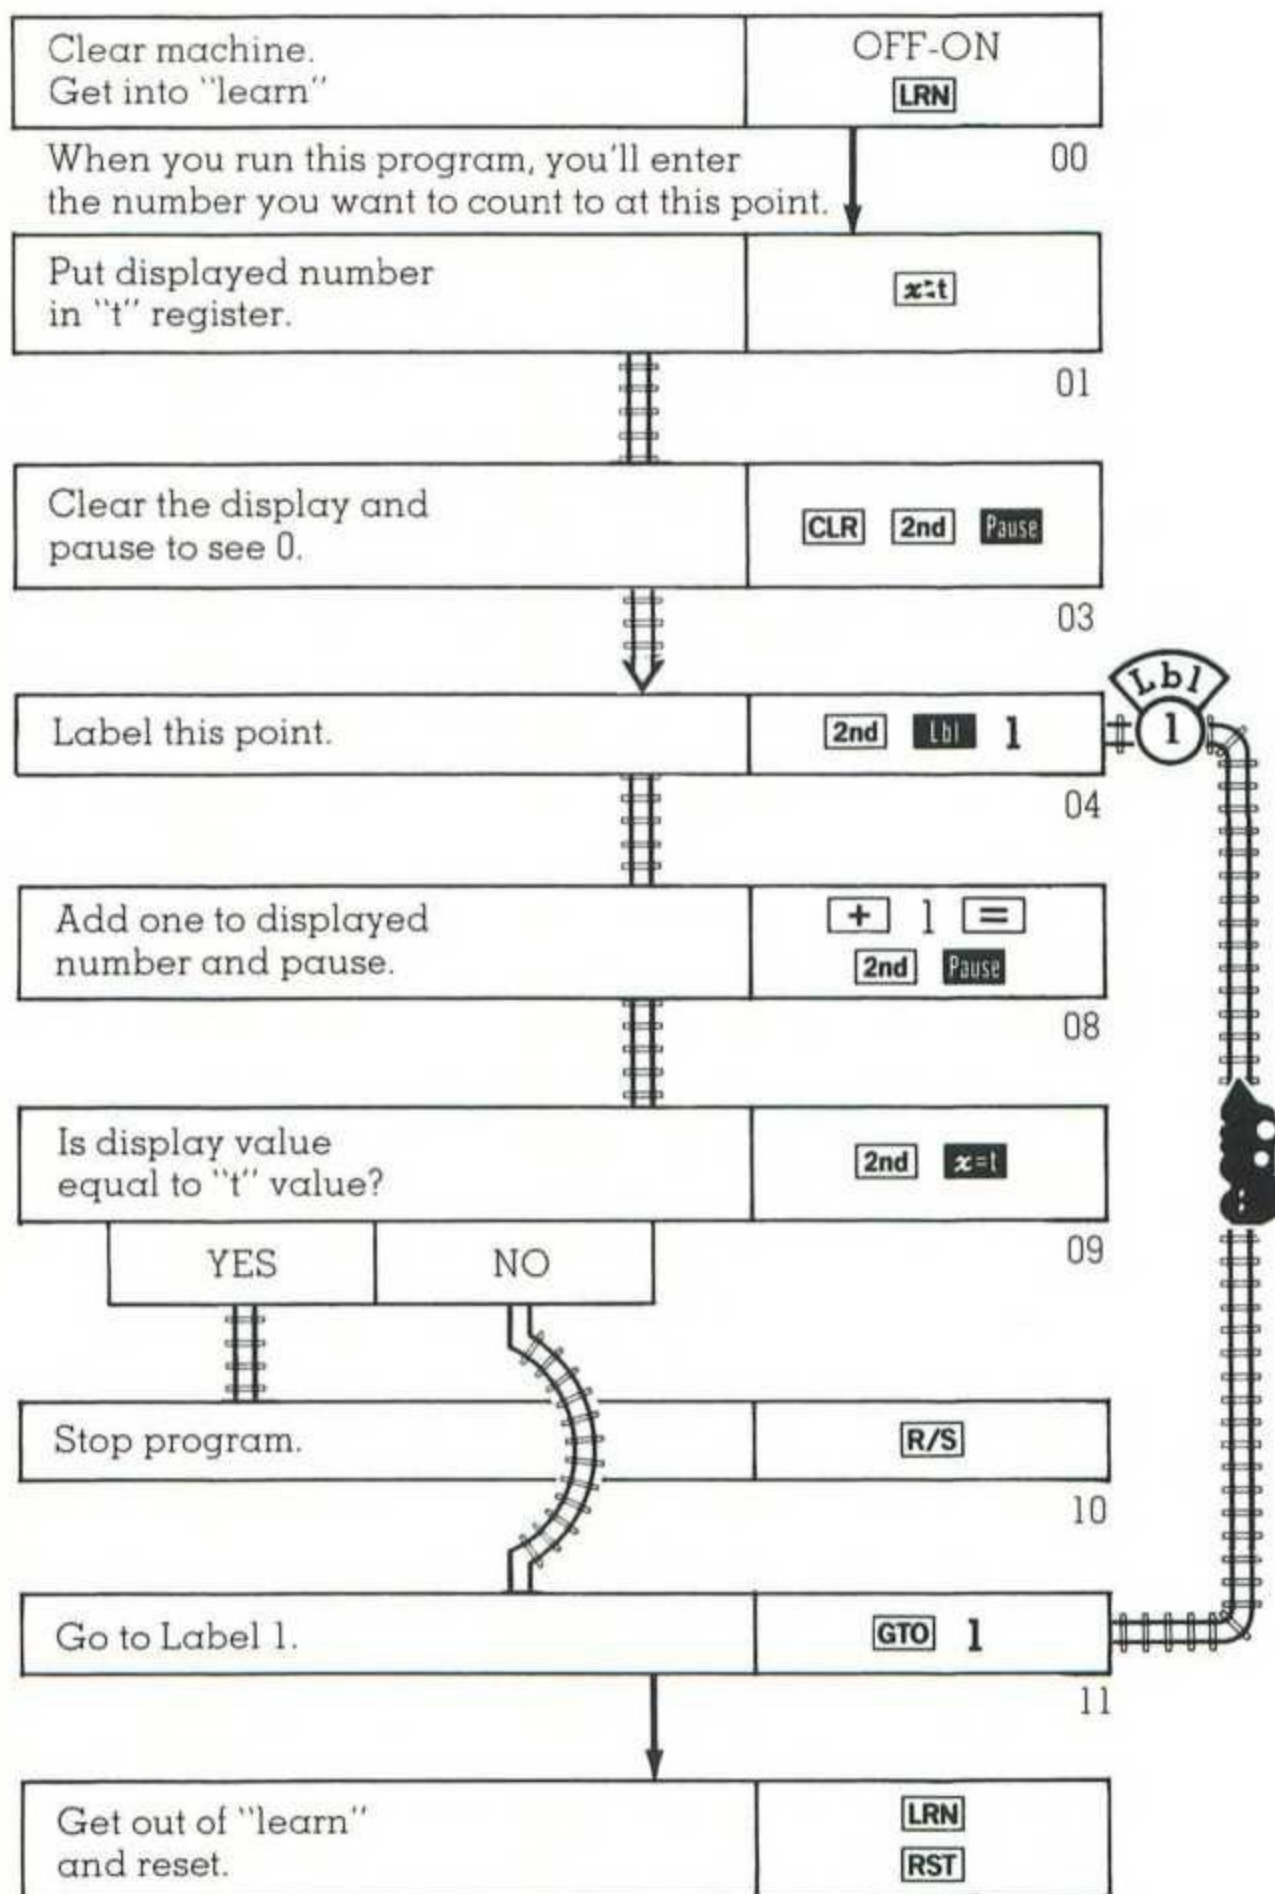 Clear machine.
Get into "learn"
OFF-ON
LRN
When you run this program, you'll enter
the number you want to count to at this point.
00
Put displayed number
in "t" register.
x⇄t
01
Clear the display and
pause to see 0.
CLR 2nd Pause
03
Label this point.
2nd Lbl 1
Lbl
1
04
Add one to displayed
number and pause.
+ 1 =
2nd Pause
08
Is display value
equal to "t" value?
2nd x=t
09
YES NO
Stop program.
R/S
10
Go to Label 1.
GTO 1
11
Get out of "learn"
and reset.
LRN
RST